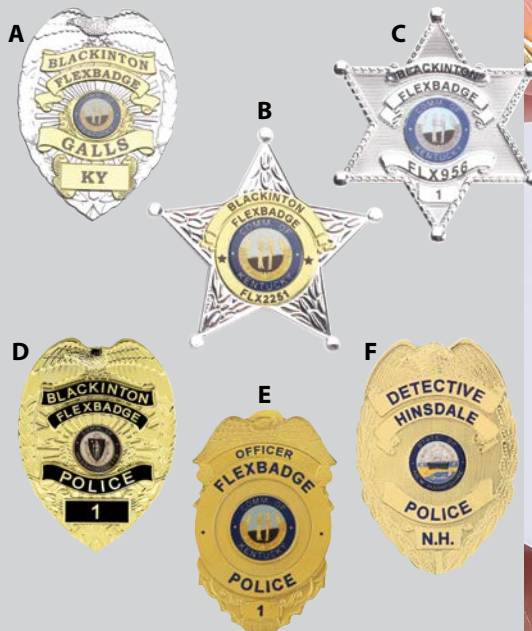 A
BLACKINTON
FLEXBADGE
GALLS
KY
B
BLACKINTON
FLEXBADGE
COMM OF
KENTUCKY
FLX2251
C
BLACKINTON
FLEXBADGE
COMM OF
KENTUCKY
FLX956
1
D
BLACKINTON
FLEXBADGE
POLICE
1
E
OFFICER
FLEXBADGE
COMM OF
KENTUCKY
POLICE
1
F
DETECTIVE
HINSDALE
POLICE
N.H.